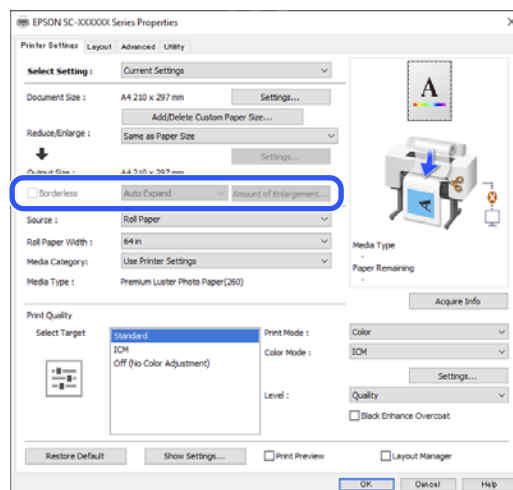 EPSON SC-XXXXXX Series Properties
Printer Settings Layout Advanced Utility
Select Setting : Current Settings
Document Size : A4 210 x 297 mm Settings...
Add/Delete Custom Paper Size...
Reduce/Enlarge : Same as Paper Size
Settings...
Output Size : A4 210 x 297 mm
Borderless Auto Expand Amount of Enlargement...
Source : Roll Paper
Roll Paper Width : 64 in
Media Category: Use Printer Settings
Media Type : Premium Luster Photo Paper(260)
A
A
Media Type
-
Paper Remaining
-
Acquire Info
Print Quality
Select Target
Standard
ICM
Off (No Color Adjustment)
Print Mode : Color
Color Mode : ICM
Settings...
Level : Quality
Black Enhance Overcoat
Restore Default Show Settings... Print Preview Layout Manager
OK Cancel Help